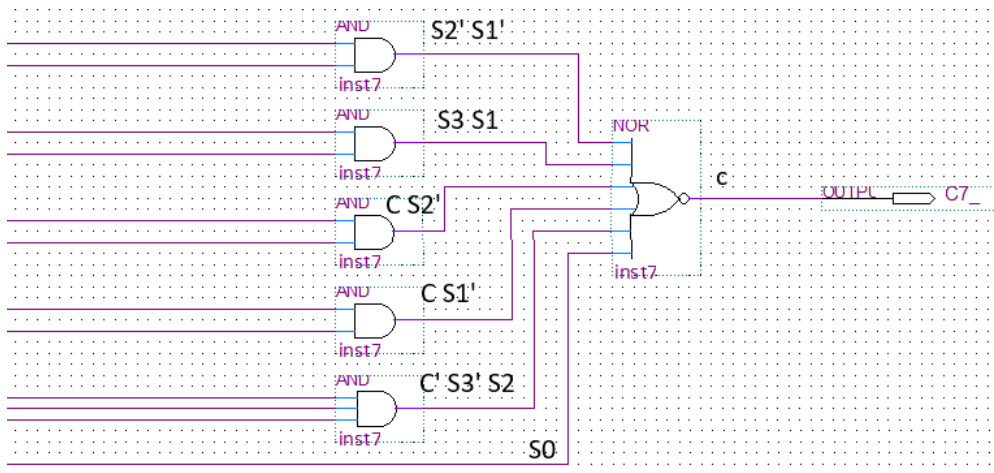 AND
S2' S1'
inst7
AND
S3 S1
inst7
NOR
AND
C S2'
c
C7_
inst7
inst7
AND
C S1'
inst7
AND
C' S3' S2
inst7
S0